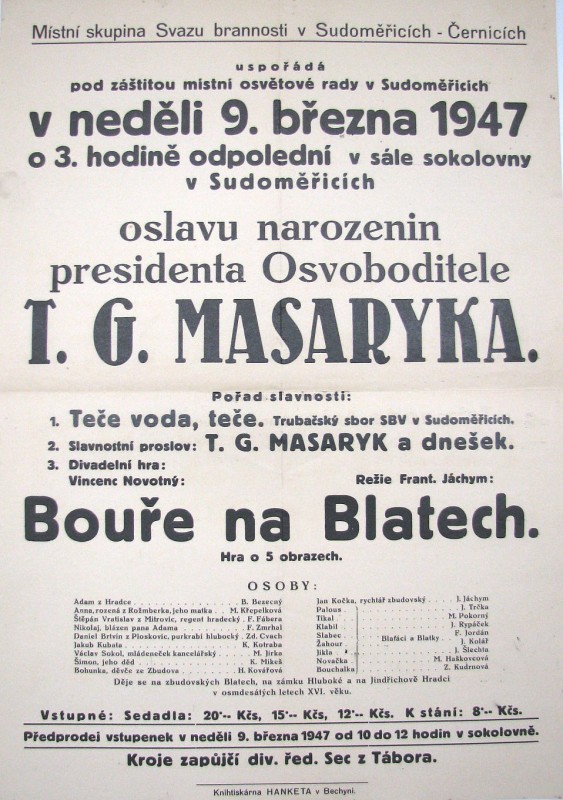 Místní skupina Svazu brannosti v Sudoměřicích - Černicích
uspořádá
pod záštitou místní osvětové rady v Sudoměřicích
v neděli 9. března 1947
o 3. hodině odpolední v sále sokolovny
v Sudoměřicích
oslavu narozenin
presidenta Osvoboditele
T. G. MASARYKA.
Pořad slavnosti:
1. Teče voda, teče. Trubačský sbor SBV v Sudoměřicích.
2. Slavnostní proslov: T. G. MASARYK a dnešek.
3. Divadelní hra:
Vincenc Novotný: Režie Frant. Jáchym:
Bouře na Blatech.
Hra o 5 obrazech.
OSOBY:
Adam z Hradce . . . . . . . . . . B. Bezecný
Anna, rozená z Rožmberka, jeho matka . . M. Křepelková
Štěpán Vratislav z Mitrovic, regent hradecký . F. Fábera
Nikolaj, blázen pana Adama . . . . . F. Zmrhal
Daniel Brtvín z Ploskovic, purkrabí hlubocký . Zd. Cvach
Jakub Kubata . . . . . . . . . . K. Kotraba
Václav Sokol, mládeneček kancelářský . . . M. Jirka
Šimon, jeho děd . . . . . . . . . K. Mikeš
Bohunka, děvče ze Zbudova . . . . . H. Kovářová
Jan Kočka, rychlář zbudovský . . . . J. Jáchym
Palous . . . . . . . . . J. Trčka
Tikal . . . . . . . . . M. Pokorný
Klabil . . . . . . . . . J. Rypáček
Slabec . . Blaťáci a Blatky . . F. Jordán
Žahour . . . . . . . . . J. Kolář
Jikla . . . . . . . . . J. Šlechta
Novačka . . . . . . . . . M. Haškovcová
Bouchalka . . . . . . . . . Z. Kudrnová
Děje se na zbudovských Blatech, na zámku Hluboké a na Jindřichově Hradci
v osmdesátých letech XVI. věku.
Vstupné: Sedadla: 20·-- Kčs, 15·-- Kčs, 12·-- Kčs. K stání: 8·-- Kčs.
Předprodej vstupenek v neděli 9. března 1947 od 10 do 12 hodin v sokolovně.
Kroje zapůjčí div. řed. Sec z Tábora.
Knihtiskárna HANKETA v Bechyni.